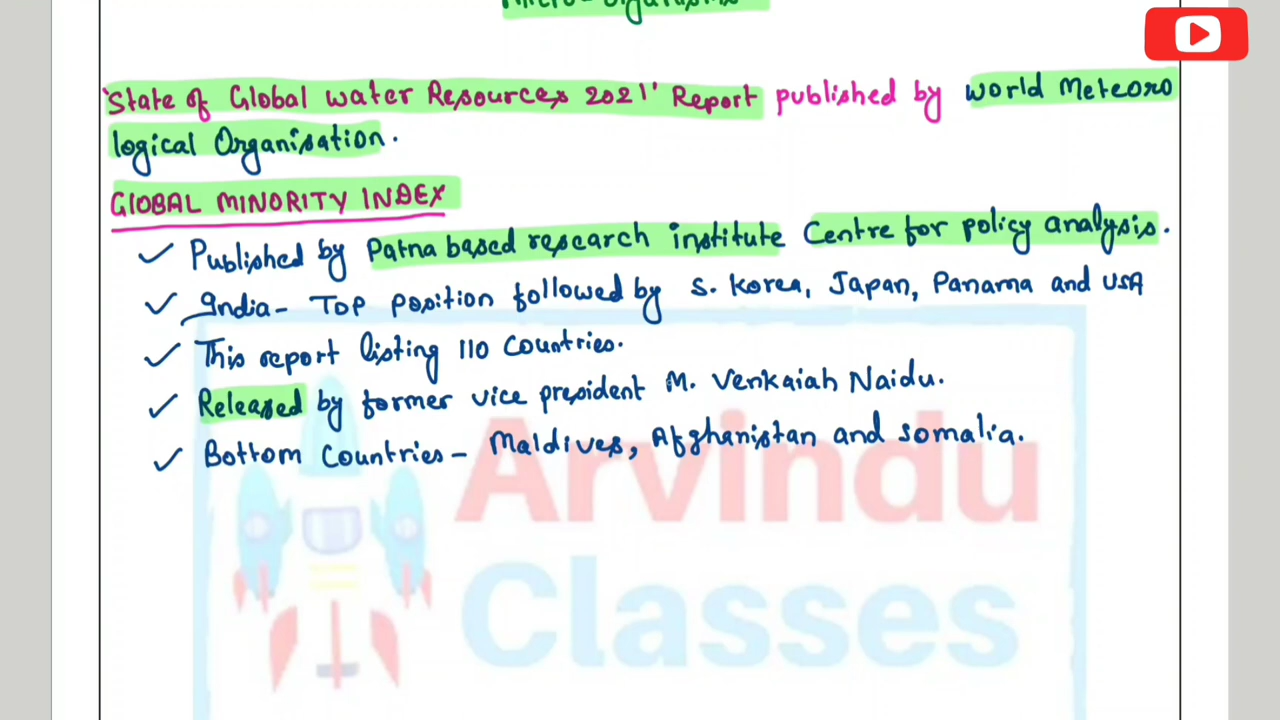 Micro-organisms
'State of Global water Resources 2021' Report published by world Meteoro
logical Organisation.
GLOBAL MINORITY INDEX
✓ Published by Patna based research institute Centre for policy analysis.
✓ India - TOP position followed by S. Korea, Japan, Panama and USA
✓ This report listing 110 countries.
✓ Released by former vice president M. Venkaiah Naidu.
✓ Bottom Countries - Maldives, Afghanistan and somalia.
Arvindu
Classes